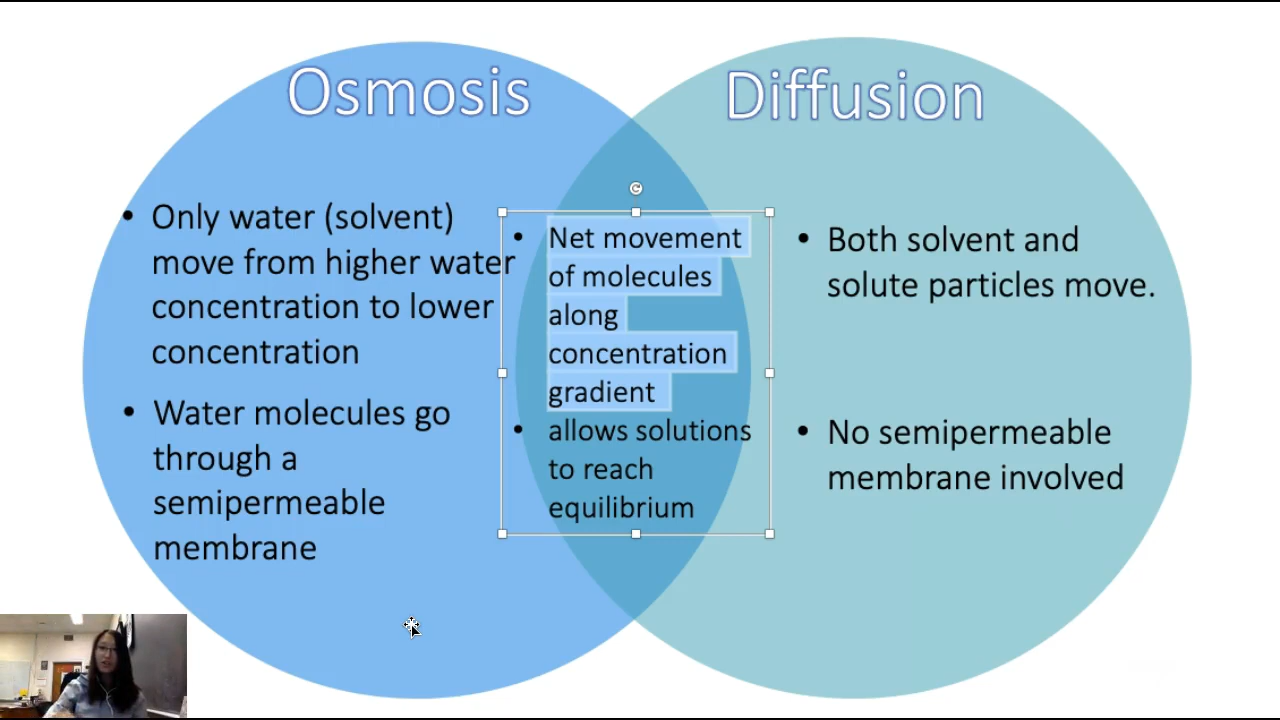 Osmosis
Diffusion
• Only water (solvent)
move from higher water
concentration to lower
concentration
• Water molecules go
through a
semipermeable
membrane
• Net movement
of molecules
along
concentration
gradient
• allows solutions
to reach
equilibrium
• Both solvent and
solute particles move.
• No semipermeable
membrane involved